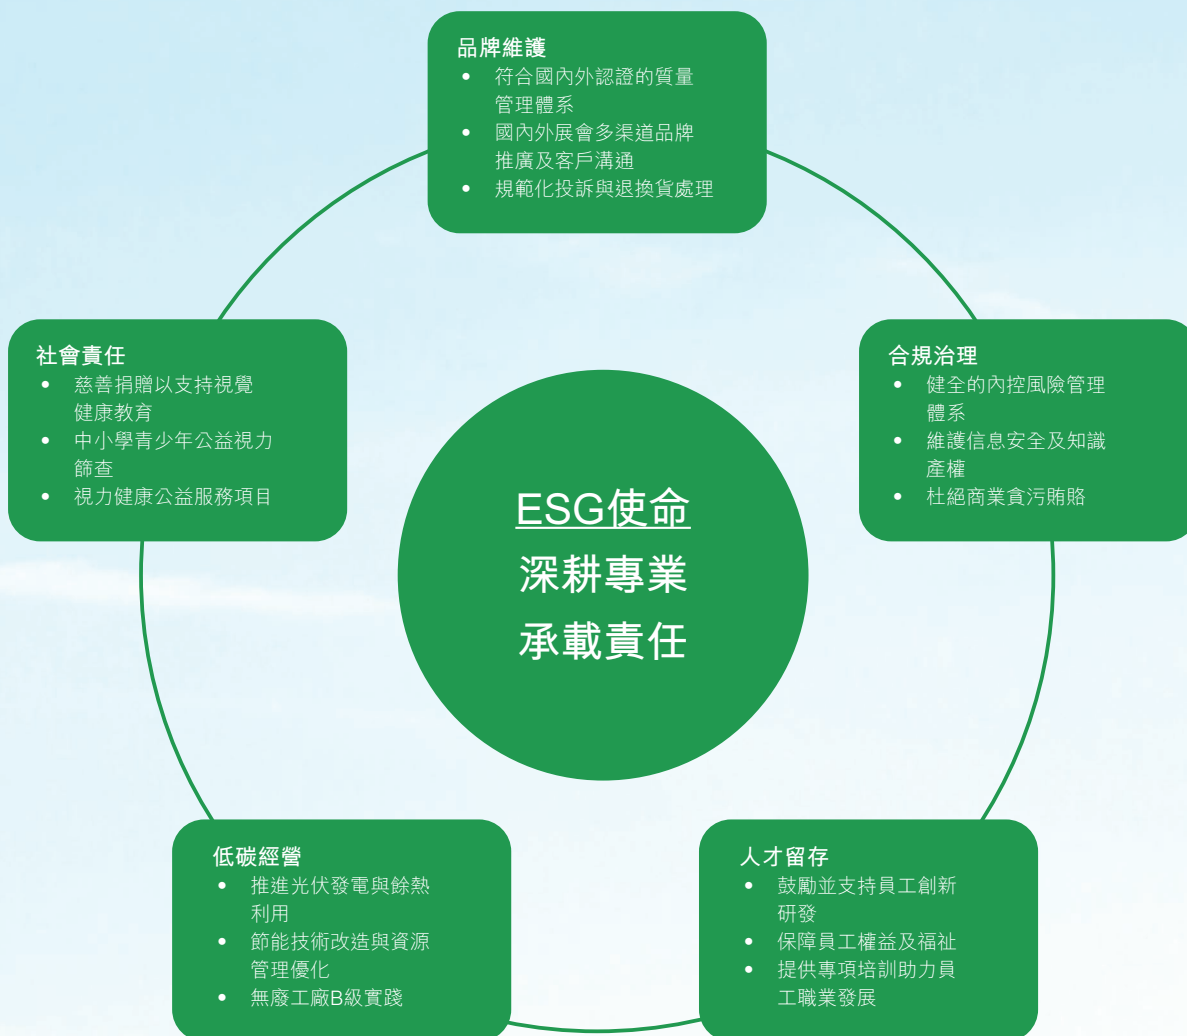 品牌維護
• 符合國內外認證的質量
管理體系
• 國內外展會多渠道品牌
推廣及客戶溝通
• 規範化投訴與退換貨處理
社會責任
• 慈善捐贈以支持視覺
健康教育
• 中小學青少年公益視力
篩查
• 視力健康公益服務項目
合規治理
• 健全的內控風險管理
體系
• 維護信息安全及知識
產權
• 杜絕商業貪污賄賂
ESG使命
深耕專業
承載責任
低碳經營
• 推進光伏發電與餘熱
利用
• 節能技術改造與資源
管理優化
• 無廢工廠B級實踐
人才留存
• 鼓勵並支持員工創新
研發
• 保障員工權益及福祉
• 提供專項培訓助力員
工職業發展